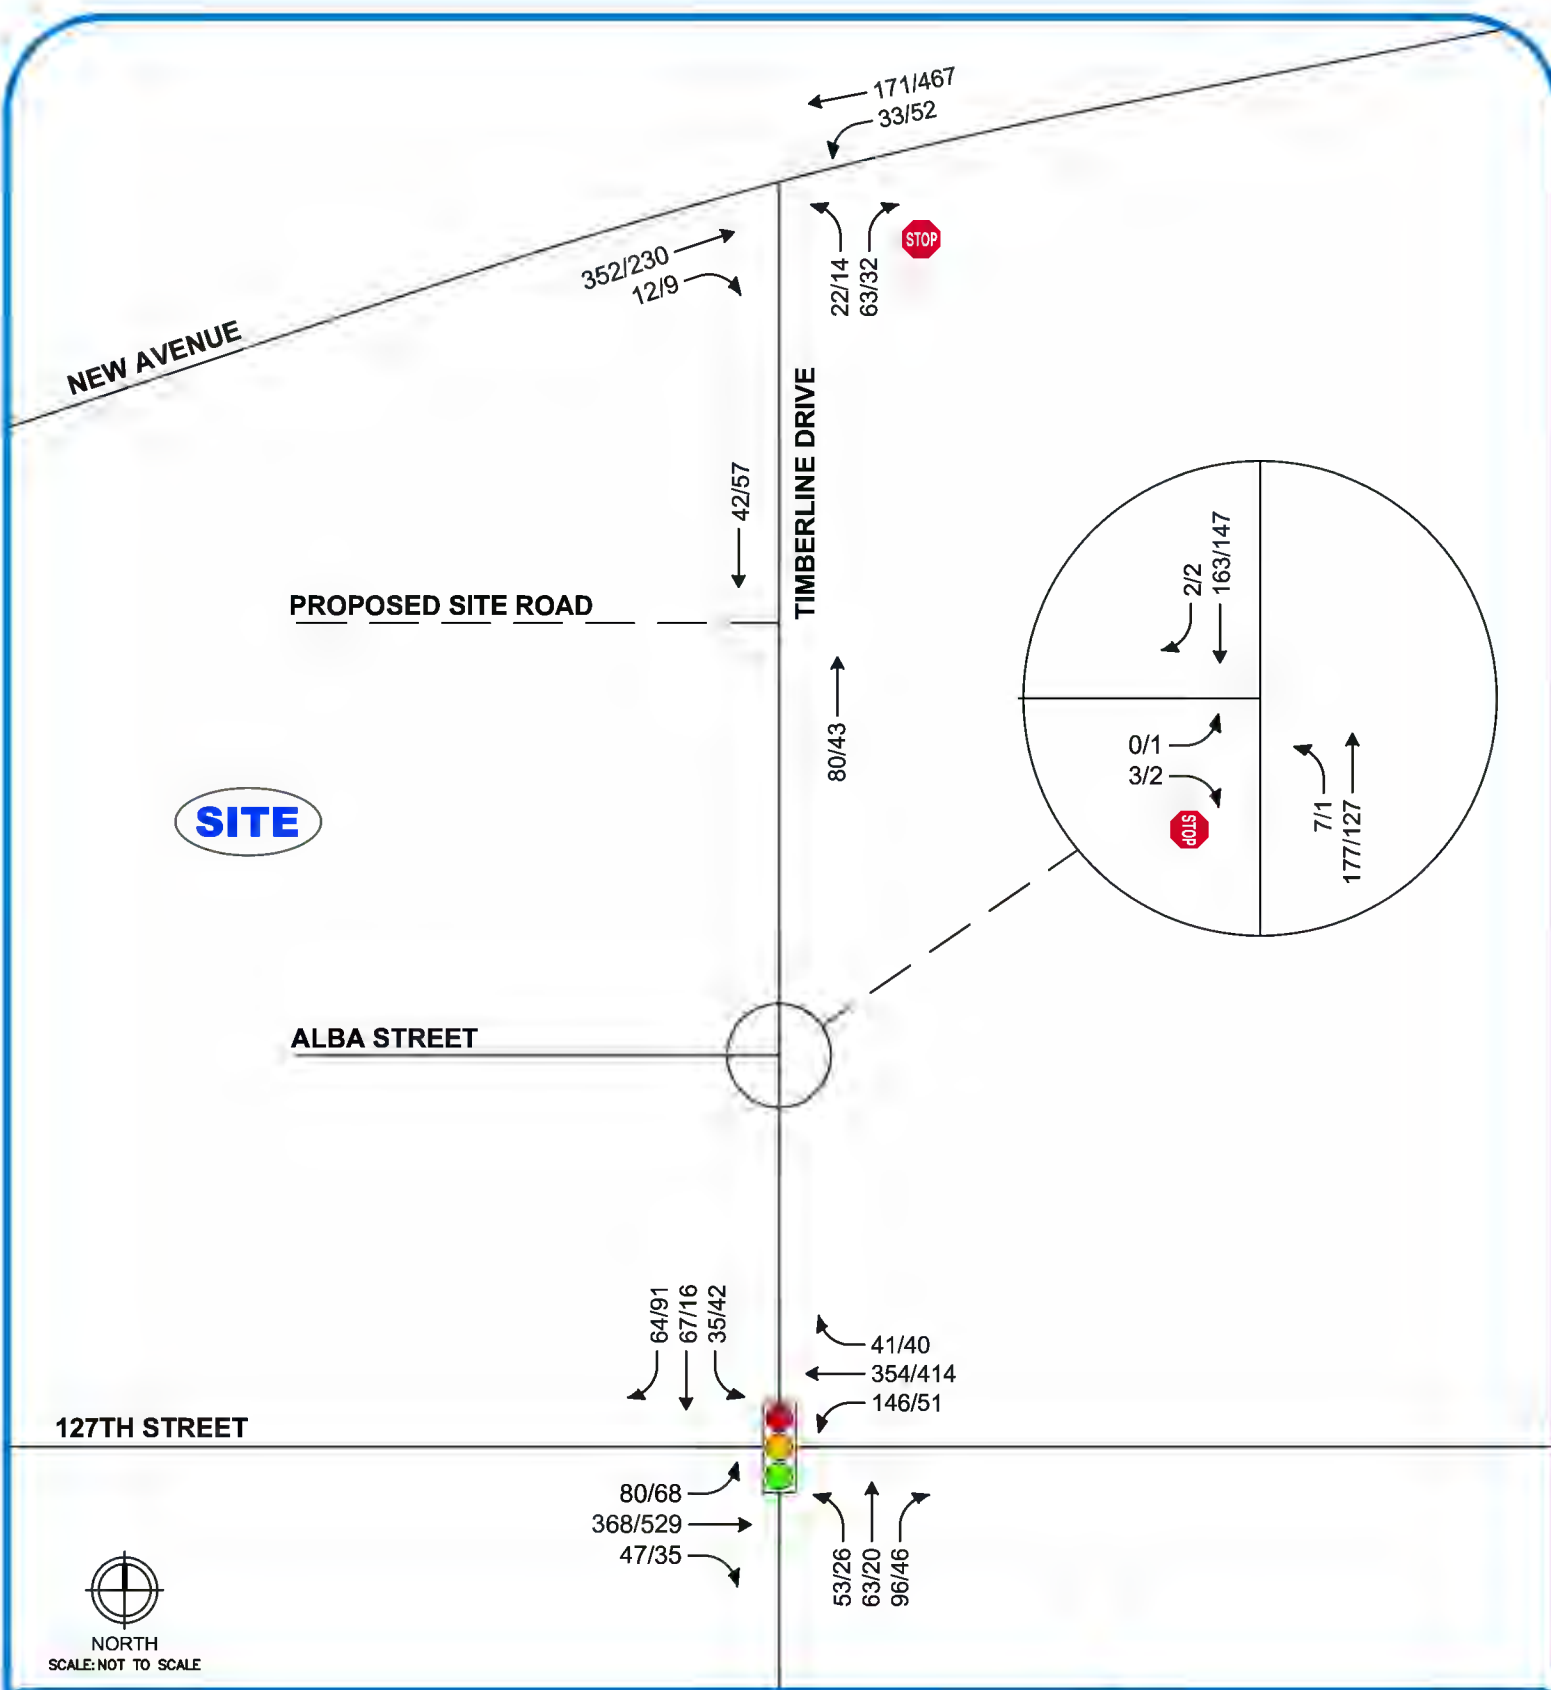 171/467
33/52
352/230
12/9
22/14
63/32
STOP
NEW AVENUE
TIMBERLINE DRIVE
42/57
PROPOSED SITE ROAD
80/43
2/2
163/147
0/1
3/2
STOP
7/1
177/127
SITE
ALBA STREET
64/91
67/16
35/42
41/40
354/414
146/51
127TH STREET
80/68
368/529
47/35
53/26
63/20
96/46
NORTH
SCALE: NOT TO SCALE